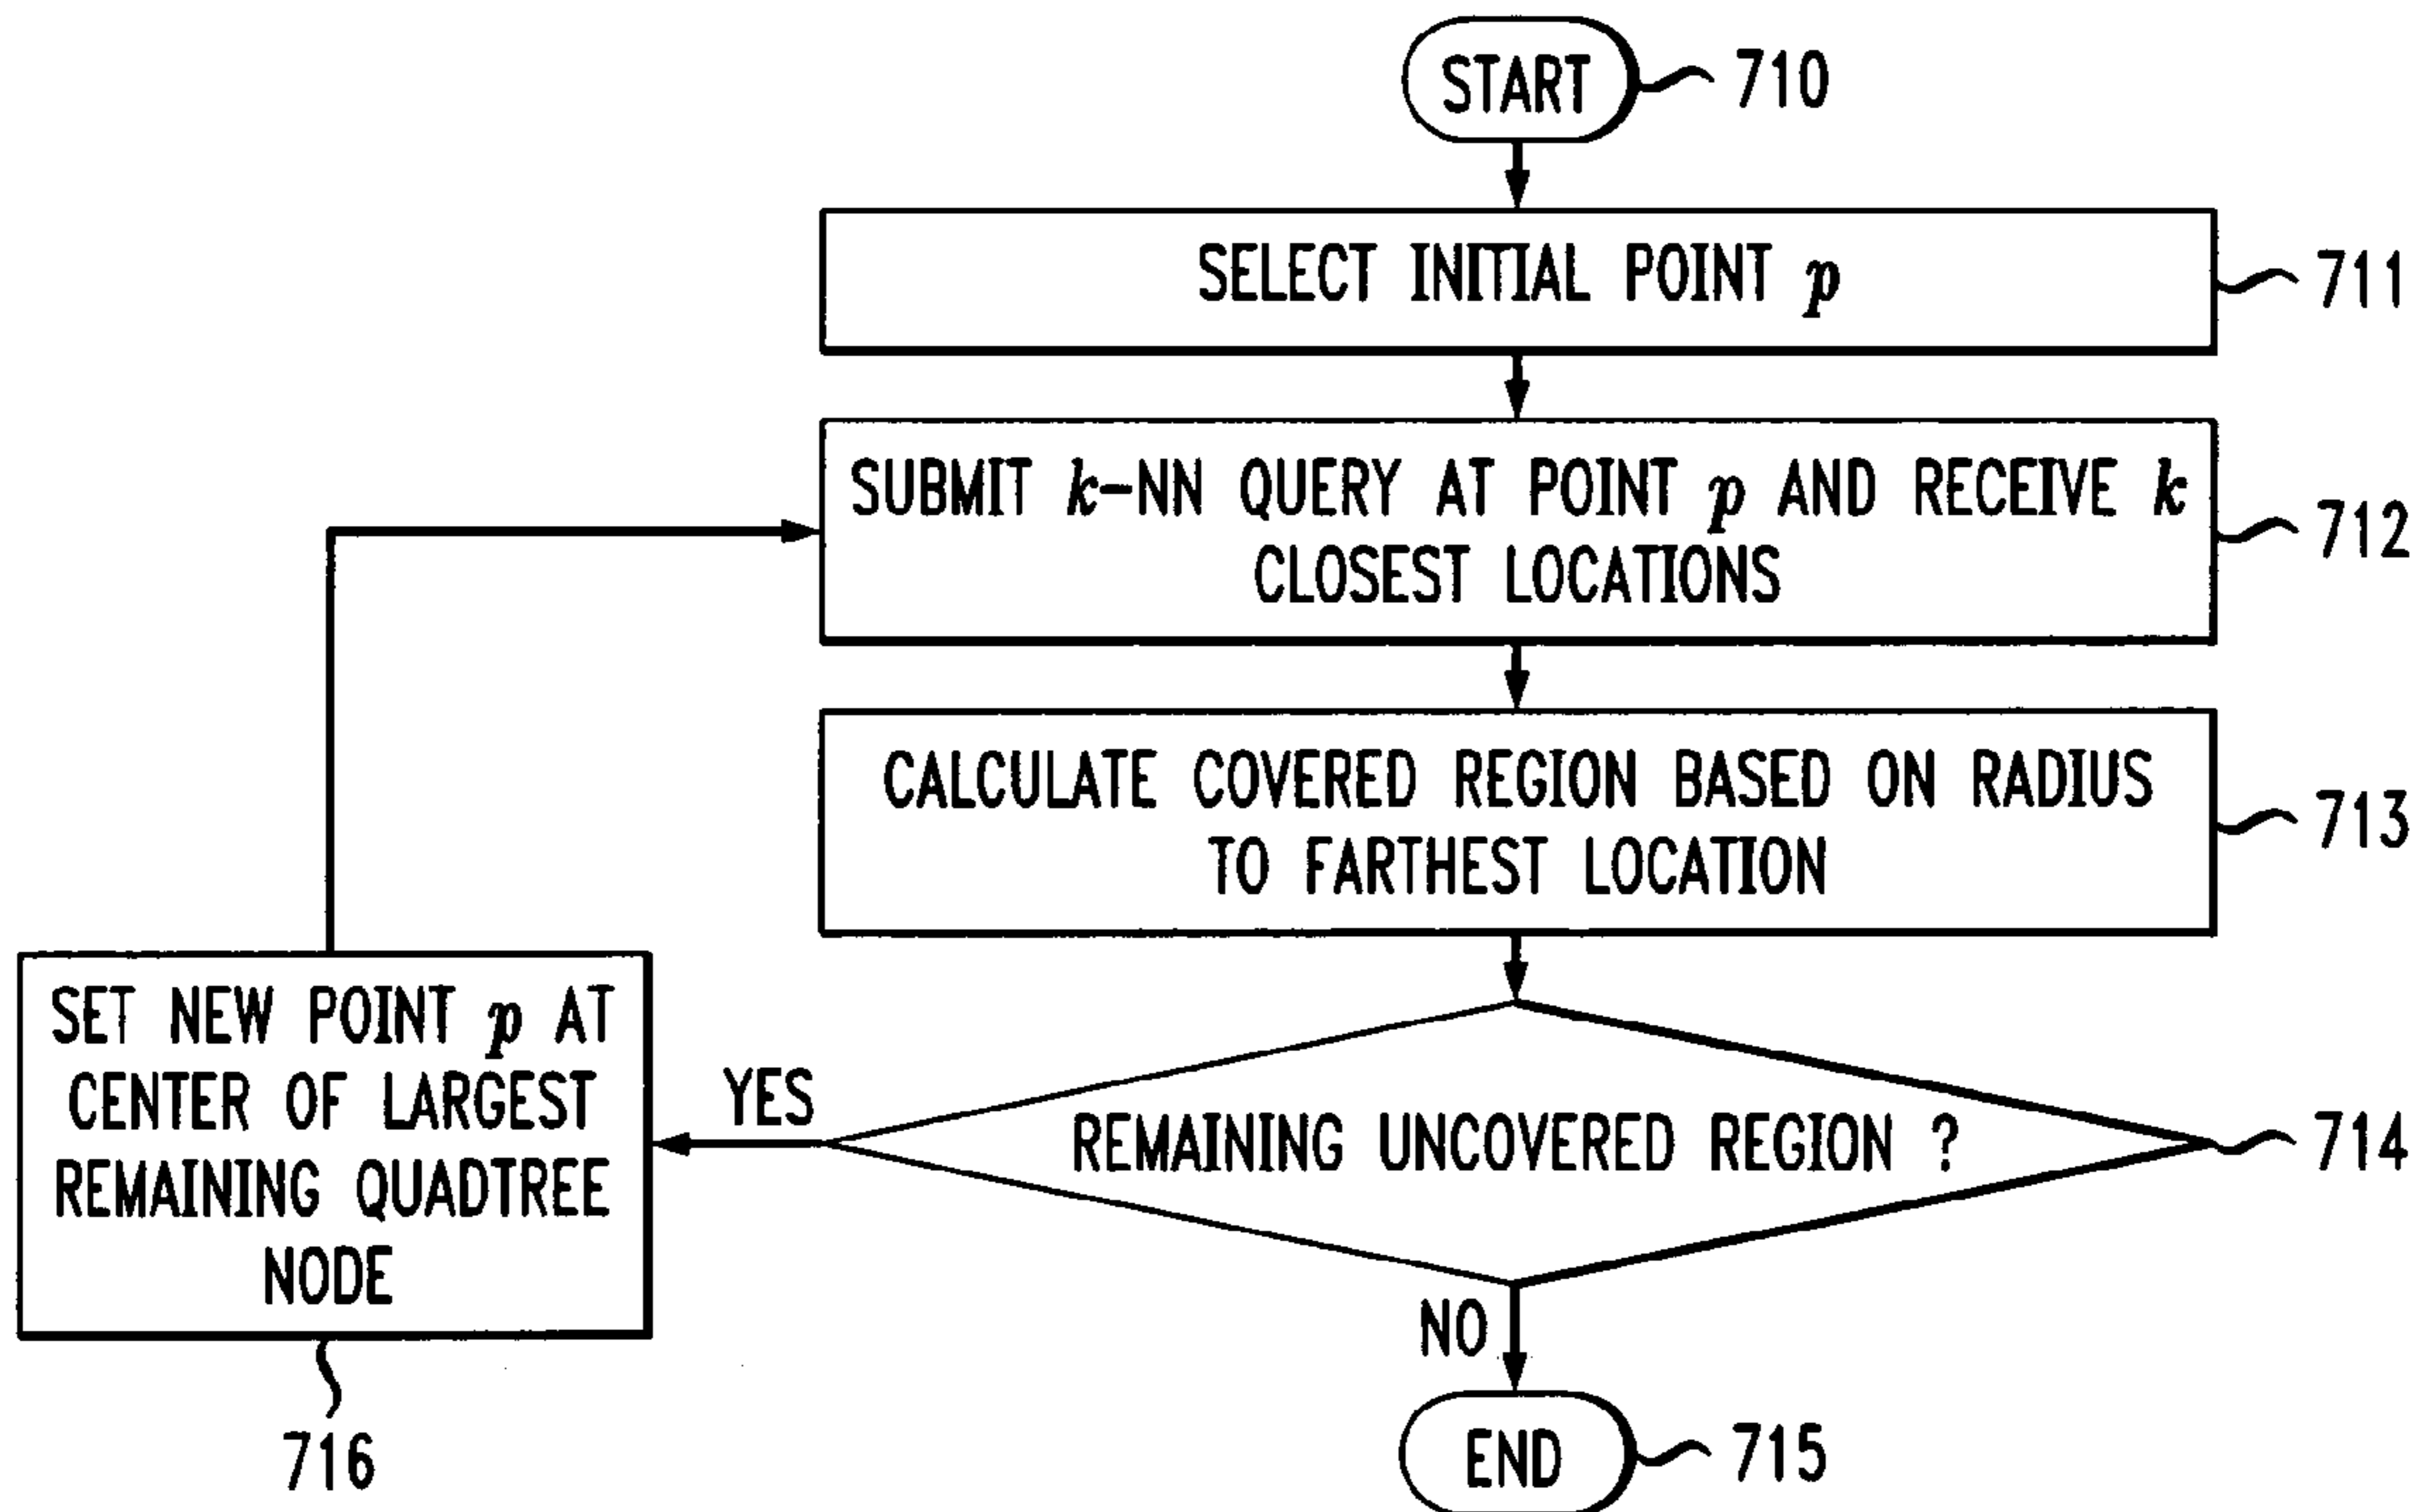 START
710
SELECT INITIAL POINT p
711
SUBMIT k-NN QUERY AT POINT p AND RECEIVE k
CLOSEST LOCATIONS
712
CALCULATE COVERED REGION BASED ON RADIUS
TO FARTHEST LOCATION
713
REMAINING UNCOVERED REGION ?
714
YES
SET NEW POINT p AT
CENTER OF LARGEST
REMAINING QUADTREE
NODE
716
NO
END
715